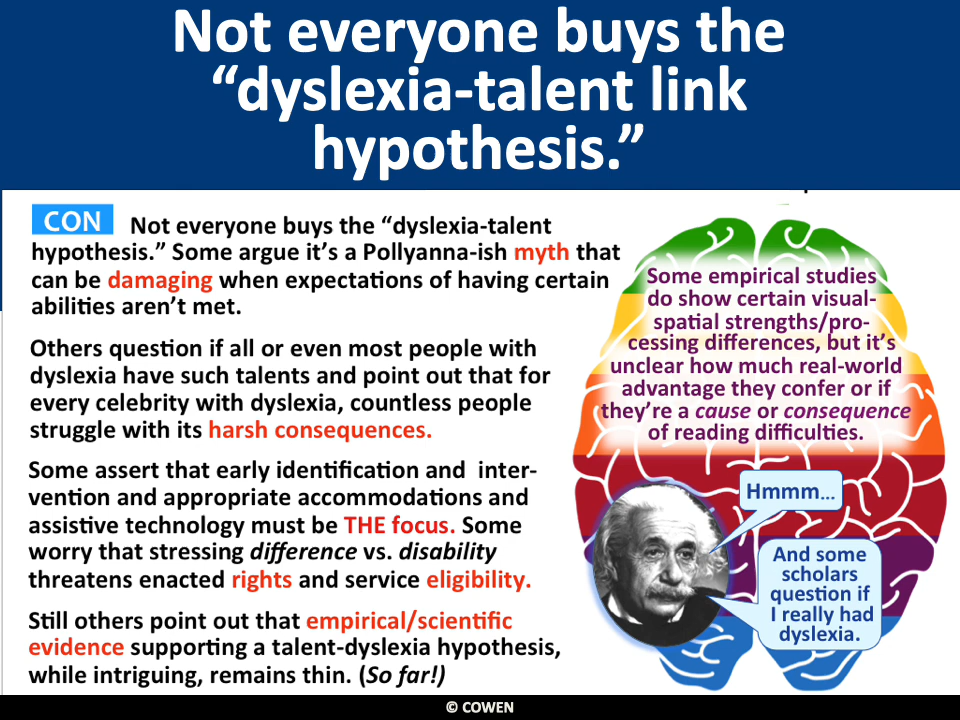 Not everyone buys the
“dyslexia-talent link
hypothesis.”
CON Not everyone buys the “dyslexia-talent
hypothesis.” Some argue it’s a Pollyanna-ish myth that
can be damaging when expectations of having certain
abilities aren’t met.
Others question if all or even most people with
dyslexia have such talents and point out that for
every celebrity with dyslexia, countless people
struggle with its harsh consequences.
Some assert that early identification and inter-
vention and appropriate accommodations and
assistive technology must be THE focus. Some
worry that stressing difference vs. disability
threatens enacted rights and service eligibility.
Still others point out that empirical/scientific
evidence supporting a talent-dyslexia hypothesis,
while intriguing, remains thin. (So far!)
Some empirical studies
do show certain visual-
spatial strengths/pro-
cessing differences, but it’s
unclear how much real-world
advantage they confer or if
they’re a cause or consequence
of reading difficulties.
Hmmm...
And some
scholars
question if
I really had
dyslexia.
© COWEN